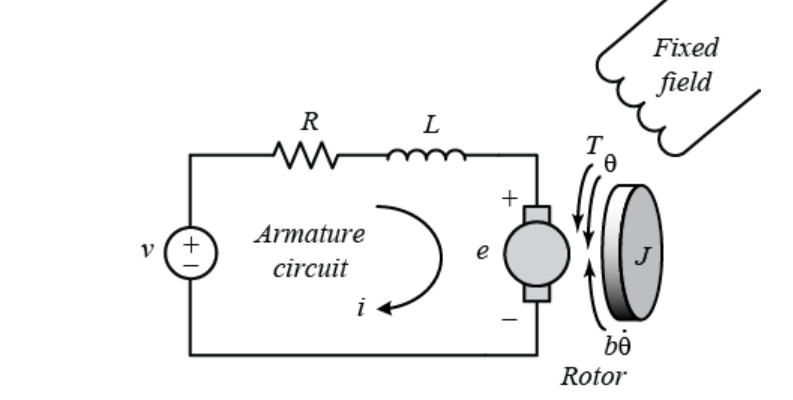 Fixed
field
R
L
T
θ
+
v
+
−
Armature
circuit
e
J
i
−
bθ̇
Rotor